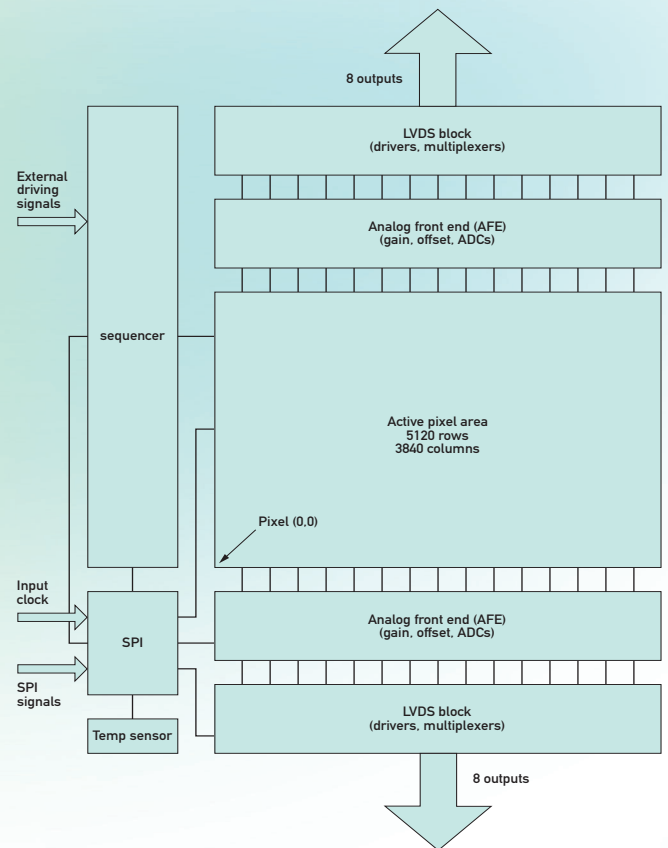 8 outputs
LVDS block
(drivers, multiplexers)
External
driving
signals
Analog front end (AFE)
(gain, offset, ADCs)
sequencer
Active pixel area
5120 rows
3840 columns
Pixel (0,0)
Input
clock
SPI
Analog front end (AFE)
(gain, offset, ADCs)
SPI
signals
LVDS block
(drivers, multiplexers)
Temp sensor
8 outputs